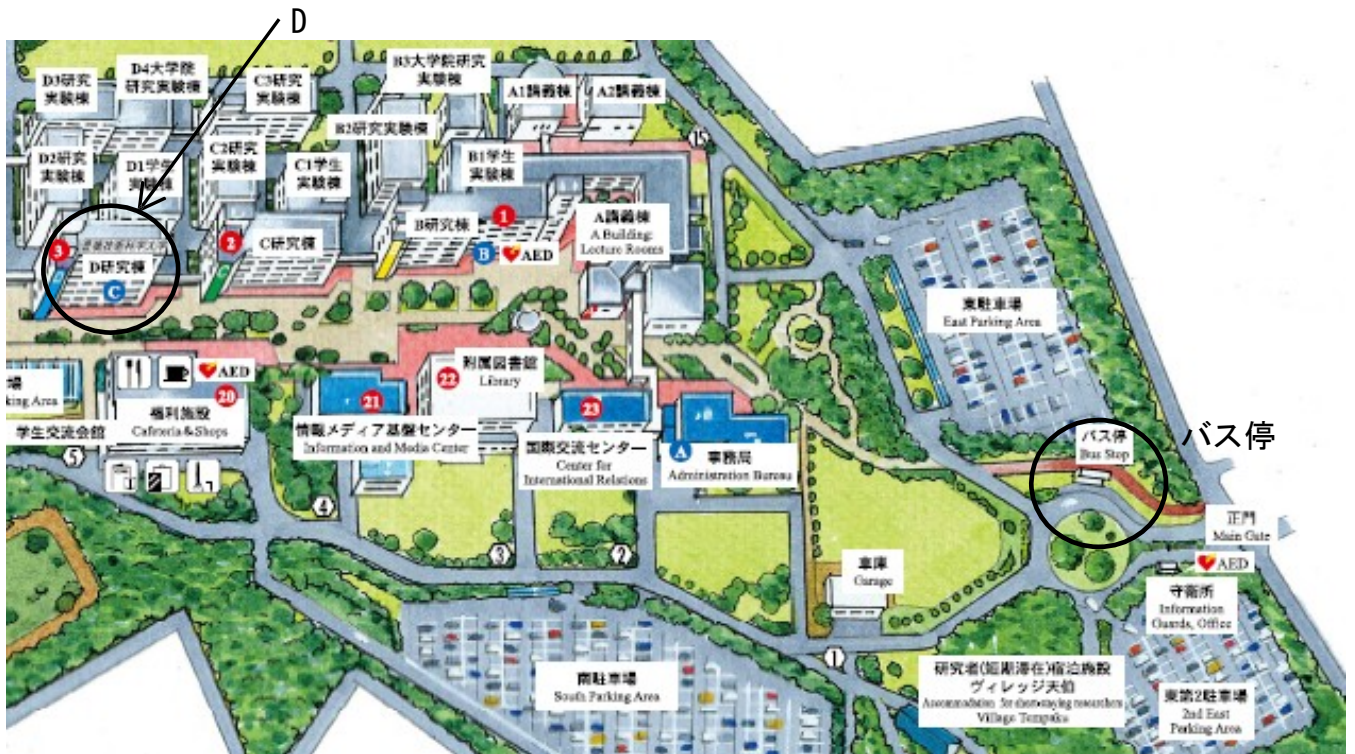 D
D3研究
実験棟
D4大学院
研究実験棟
C3研究
実験棟
B3大学院研究
実験棟
A1講義棟
A2講義棟
15
D2研究
実験棟
D1学生
実験棟
C2研究
実験棟
C1学生
実験棟
B2研究実験棟
B1学生
実験棟
3
D研究棟
C
2
C研究棟
C
B研究棟
1
B
AED
A講義棟
A Building:
Lecture Rooms
東駐車場
East Parking Area
場
king Area
AED
20
福利施設
Cafeteria & Shops
学生交流会館
5
21
情報メディア基盤センター
Information and Media Center
22
附属図書館
Library
23
国際交流センター
Center for
International Relations
A
事務局
Administration Bureau
バス停
Bus Stop
バス停
正門
Main Gate
AED
守衛所
Information
Guards, Office
4
3
2
車庫
Garage
1
南駐車場
South Parking Area
研究者(短期滞在)宿泊施設
ヴィレッジ天伯
Accommodation for short-staying researchers
Village Tempaku
東第2駐車場
2nd East
Parking Area